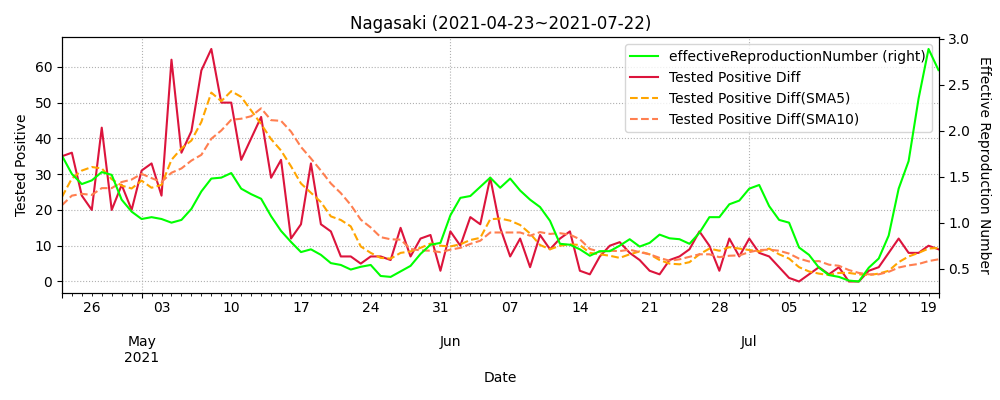 Nagasaki (2021-04-23~2021-07-22)
effectiveReproductionNumber (right)
Tested Positive Diff
Tested Positive Diff(SMA5)
Tested Positive Diff(SMA10)
Tested Positive
60
50
40
30
20
10
0
3.0
2.5
2.0
1.5
1.0
0.5
Effective Reproduction Number
26 03 10 17 24 31 07 14 21 28 05 12 19
May Jun Jul
2021
Date